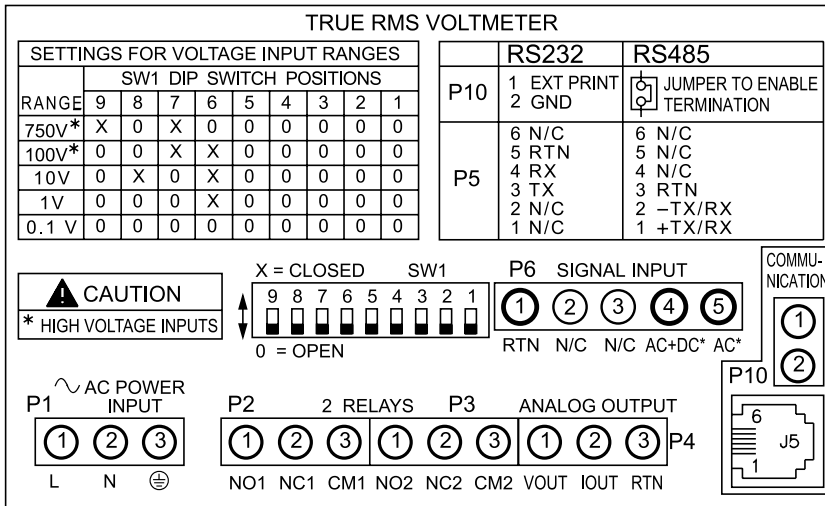 TRUE RMS VOLTMETER
SETTINGS FOR VOLTAGE INPUT RANGES
SW1 DIP SWITCH POSITIONS
RANGE 9 8 7 6 5 4 3 2 1
750V* X 0 X 0 0 0 0 0 0
100V* 0 0 X X 0 0 0 0 0
10V 0 X 0 X 0 0 0 0 0
1V 0 0 0 X 0 0 0 0 0
0.1 V 0 0 0 0 0 0 0 0 0
RS232 RS485
P10
1 EXT PRINT
2 GND
JUMPER TO ENABLE
TERMINATION
P5
6 N/C 6 N/C
5 RTN 5 N/C
4 RX 4 N/C
3 TX 3 RTN
2 N/C 2 –TX/RX
1 N/C 1 +TX/RX
CAUTION
* HIGH VOLTAGE INPUTS
X = CLOSED SW1
9 8 7 6 5 4 3 2 1
0 = OPEN
P6 SIGNAL INPUT
1 2 3 4 5
RTN N/C N/C AC+DC* AC*
COMMU-
NICATION
1
2
P10
6
1
J5
AC POWER
P1 INPUT
1 2 3
L N
P2 2 RELAYS P3 ANALOG OUTPUT
1 2 3 1 2 3 1 2 3 P4
NO1 NC1 CM1 NO2 NC2 CM2 VOUT IOUT RTN